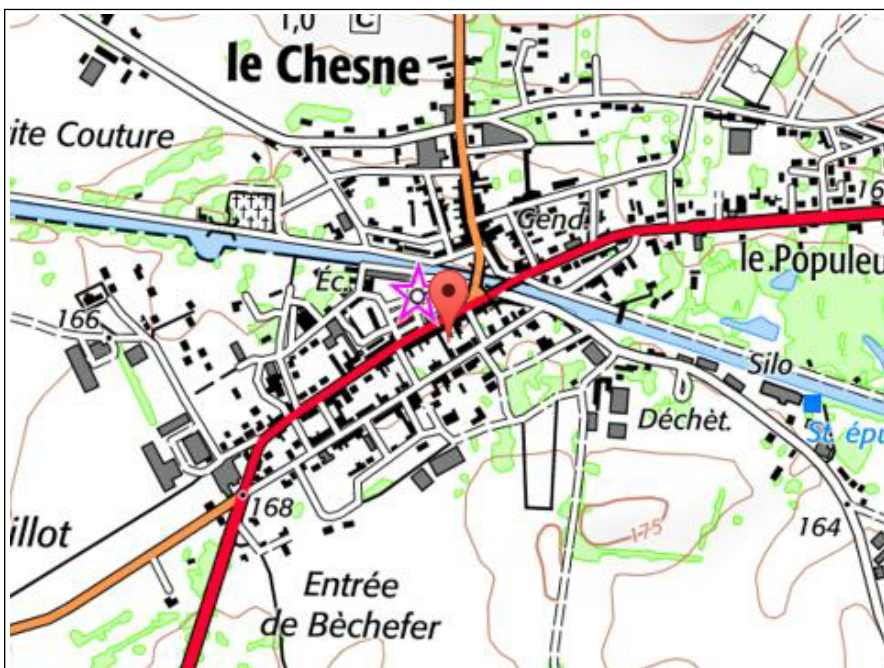 1,0 C
le Chesne
ite Couture
16
Gend.
le Populeu
Éc.
166
Silo
Déchèt.
St. épu
168
175
illot
164
Entrée
de Bèchefer